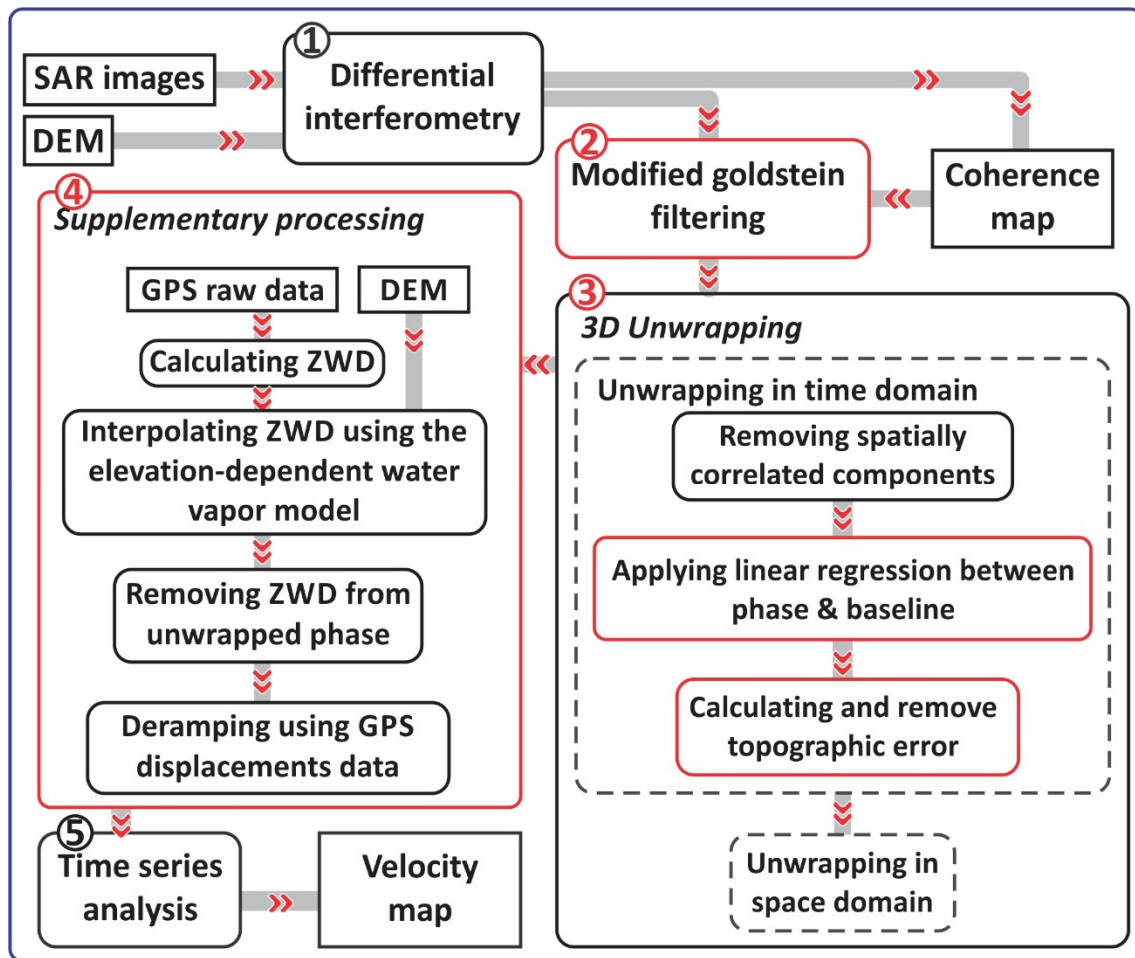 ①
SAR images
Differential
interferometry
DEM
②
Modified goldstein
filtering
Coherence
map
④
Supplementary processing
GPS raw data
DEM
Calculating ZWD
Interpolating ZWD using the
elevation-dependent water
vapor model
Removing ZWD from
unwrapped phase
Deramping using GPS
displacements data
③
3D Unwrapping
Unwrapping in time domain
Removing spatially
correlated components
Applying linear regression between
phase & baseline
Calculating and remove
topographic error
Unwrapping in
space domain
⑤
Time series
analysis
Velocity
map